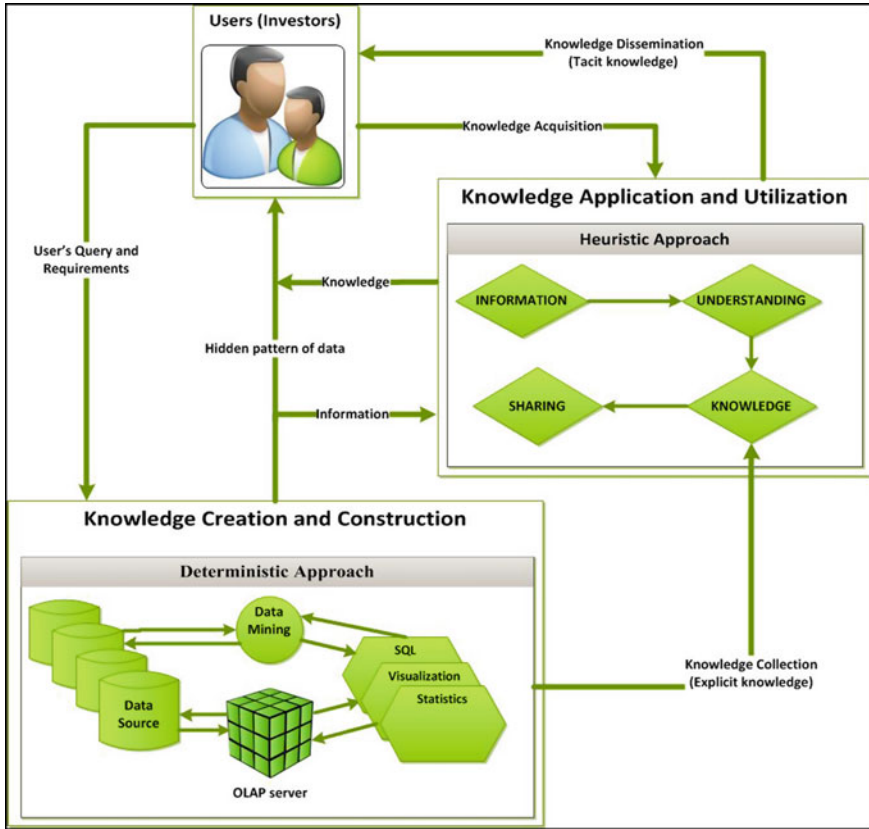 Users (Investors)
Knowledge Dissemination
(Tacit knowledge)
Knowledge Acquisition
Knowledge Application and Utilization
User's Query and
Requirements
Heuristic Approach
Knowledge
INFORMATION
UNDERSTANDING
Hidden pattern of data
Information
SHARING
KNOWLEDGE
Knowledge Creation and Construction
Deterministic Approach
Data
Mining
SQL
Visualization
Statistics
Data
Source
OLAP server
Knowledge Collection
(Explicit knowledge)